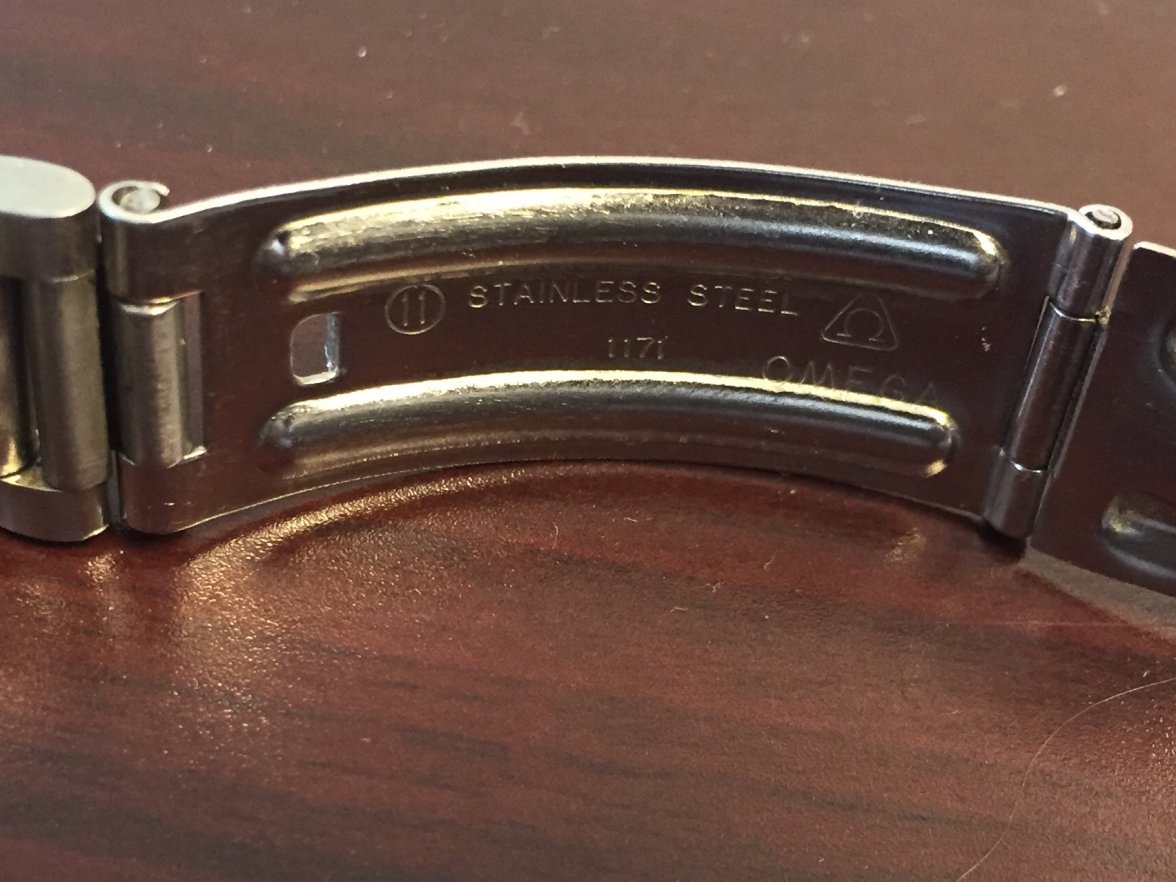 11 STAINLESS STEEL Ω
1171
OMEGA